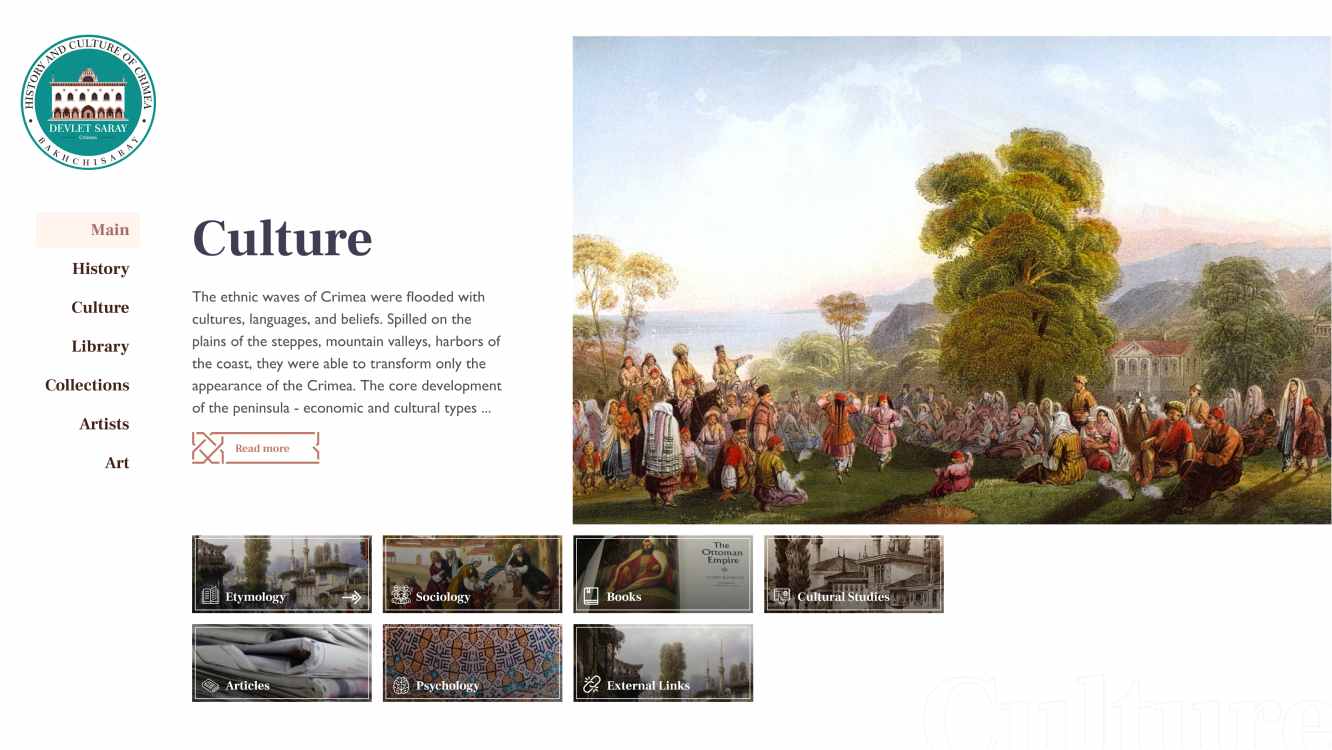 HISTORY AND CULTURE OF CRIMEA
DEVLET SARAY
BAKHCHISARAY
Main
History
Culture
Library
Collections
Artists
Art
Culture
The ethnic waves of Crimea were flooded with
cultures, languages, and beliefs. Spilled on the
plains of the steppes, mountain valleys, harbors of
the coast, they were able to transform only the
appearance of the Crimea. The core development
of the peninsula - economic and cultural types ...
Read more
Etymology
Sociology
The
Ottoman
Empire
Books
Cultural Studies
Articles
Psychology
External Links
Culture